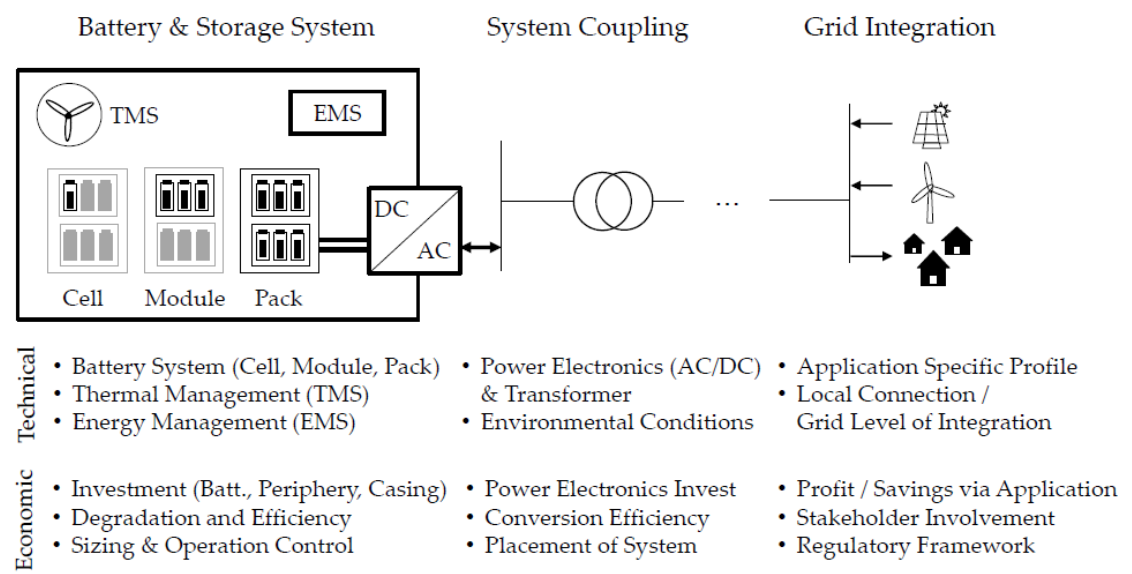 Battery & Storage System
System Coupling
Grid Integration
TMS
EMS
DC
AC
...
Cell
Module
Pack
Technical
• Battery System (Cell, Module, Pack)
• Thermal Management (TMS)
• Energy Management (EMS)
• Power Electronics (AC/DC)
& Transformer
• Environmental Conditions
• Application Specific Profile
• Local Connection /
Grid Level of Integration
Economic
• Investment (Batt., Periphery, Casing)
• Degradation and Efficiency
• Sizing & Operation Control
• Power Electronics Invest
• Conversion Efficiency
• Placement of System
• Profit / Savings via Application
• Stakeholder Involvement
• Regulatory Framework